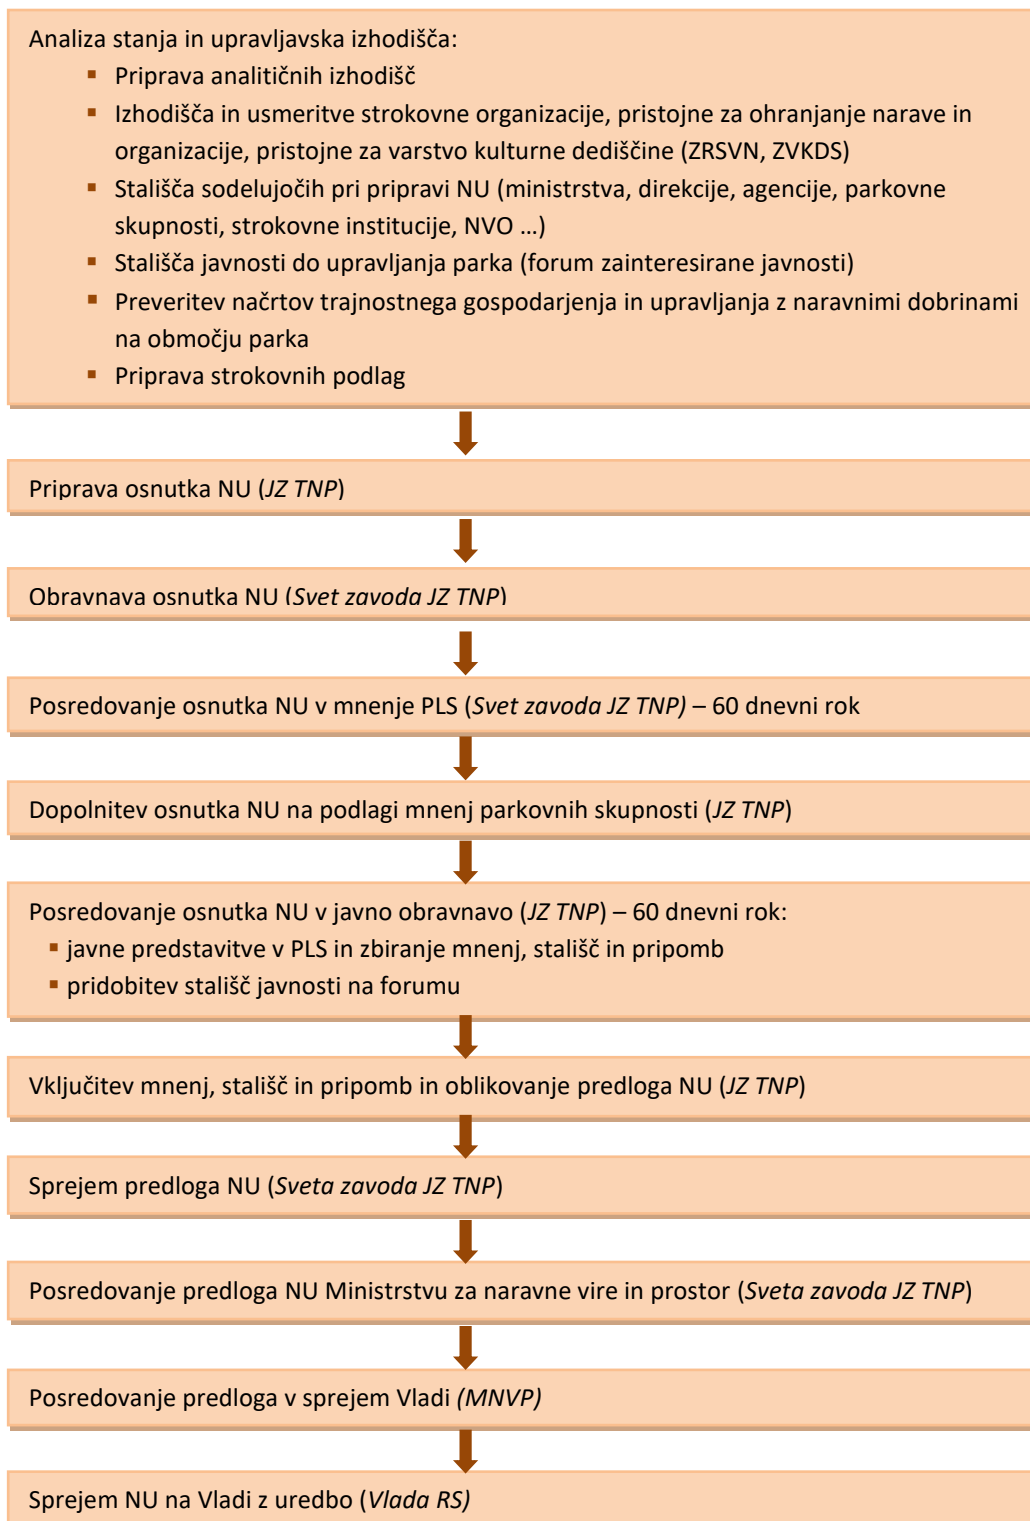 Analiza stanja in upravljavska izhodišča:
▪ Priprava analitičnih izhodišč
▪ Izhodišča in usmeritve strokovne organizacije, pristojne za ohranjanje narave in
organizacije, pristojne za varstvo kulturne dediščine (ZRSVN, ZVKDS)
▪ Stališča sodelujočih pri pripravi NU (ministrstva, direkcije, agencije, parkovne
skupnosti, strokovne institucije, NVO …)
▪ Stališča javnosti do upravljanja parka (forum zainteresirane javnosti)
▪ Preveritev načrtov trajnostnega gospodarjenja in upravljanja z naravnimi dobrinami
na območju parka
▪ Priprava strokovnih podlag
Priprava osnutka NU (JZ TNP)
Obravnava osnutka NU (Svet zavoda JZ TNP)
Posredovanje osnutka NU v mnenje PLS (Svet zavoda JZ TNP) – 60 dnevni rok
Dopolnitev osnutka NU na podlagi mnenj parkovnih skupnosti (JZ TNP)
Posredovanje osnutka NU v javno obravnavo (JZ TNP) – 60 dnevni rok:
▪ javne predstavitve v PLS in zbiranje mnenj, stališč in pripomb
▪ pridobitev stališč javnosti na forumu
Vključitev mnenj, stališč in pripomb in oblikovanje predloga NU (JZ TNP)
Sprejem predloga NU (Sveta zavoda JZ TNP)
Posredovanje predloga NU Ministrstvu za naravne vire in prostor (Sveta zavoda JZ TNP)
Posredovanje predloga v sprejem Vladi (MNVP)
Sprejem NU na Vladi z uredbo (Vlada RS)